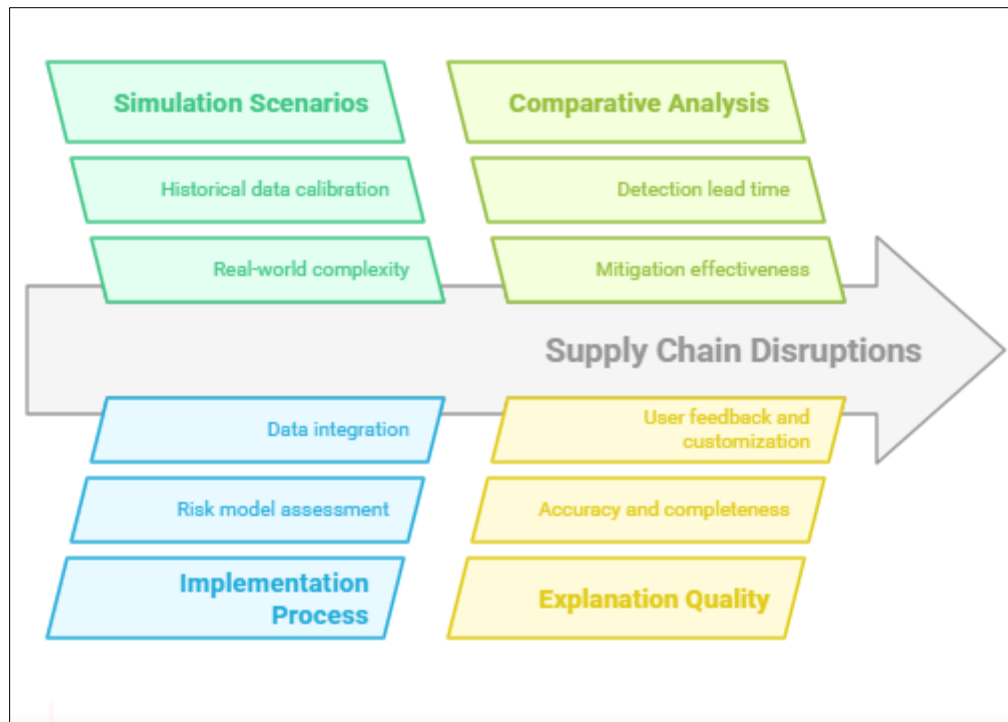 Simulation Scenarios
Historical data calibration
Real-world complexity
Comparative Analysis
Detection lead time
Mitigation effectiveness
Supply Chain Disruptions
Data integration
Risk model assessment
Implementation
Process
User feedback and
customization
Accuracy and completeness
Explanation Quality